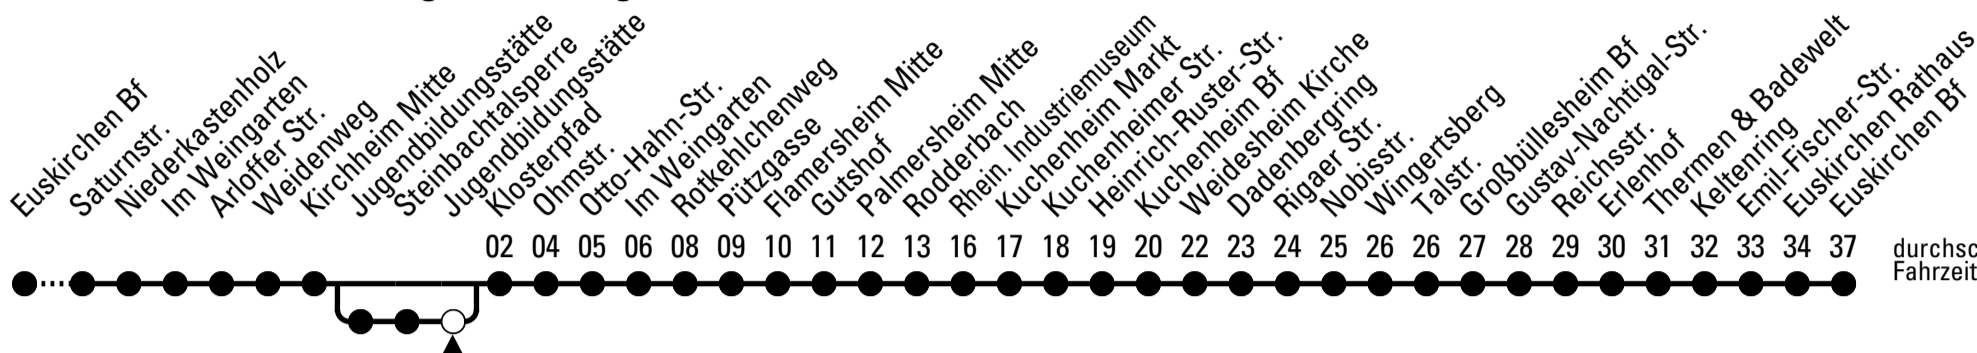 Euskirchen Bf
Saturnstr.
Niederkastenholz
Im Weingarten
Arloffer Str.
Weidenweg
Kirchheim Mitte
Jugendbildungsstätte
Steinbachtalsperre
Jugendbildungsstätte
Klosterpfad
Ohmstr.
Otto-Hahn-Str.
Im Weingarten
Rotkehlchenweg
Pützgasse
Flamersheim Mitte
Gutshof
Palmersheim Mitte
Rodderbach
Rhein. Industriemuseum
Kuchenheim Markt
Kuchenheimer Str.
Heinrich-Ruster-Str.
Kuchenheim Bf
Weidesheim Kirche
Dadenbergring
Rigaer Str.
Nobisstr.
Wingertsberg
Talstr.
Großbüllesheim Bf
Gustav-Nachtigal-Str.
Reichsstr.
Erlenhof
Thermen & Badewelt
Keltenring
Emil-Fischer-Str.
Euskirchen Rathaus
Euskirchen Bf
02 04 05 06 08 09 10 11 12 13 16 17 18 19 20 22 23 24 25 26 26 27 28 29 30 31 32 33 34 37
durchsc
Fahrzeit